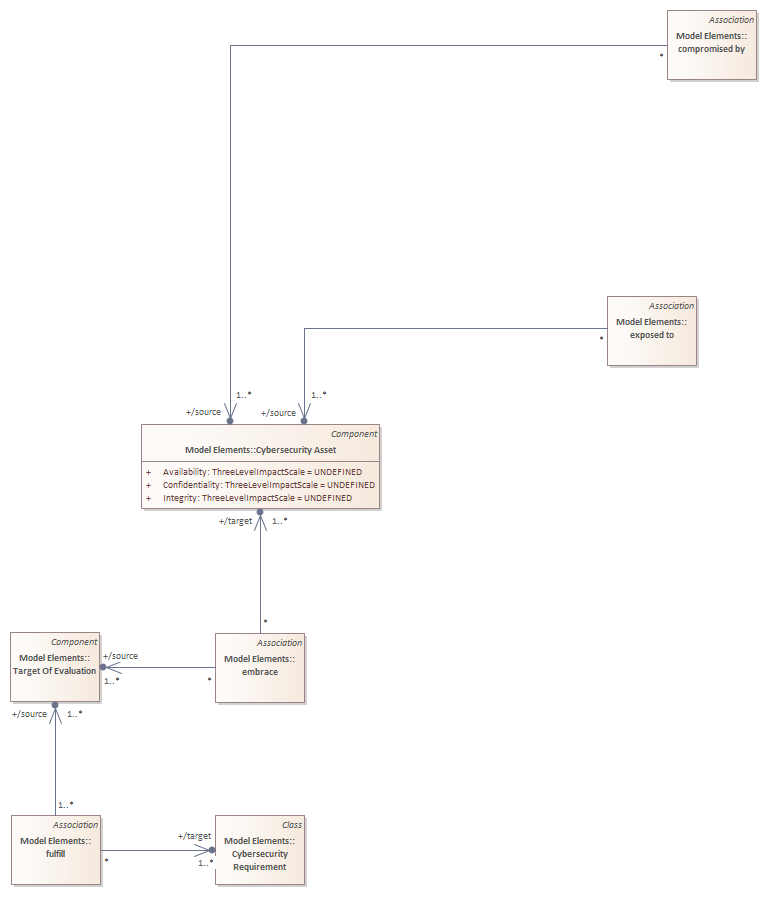 Association
Model Elements::
compromised by
*
Association
Model Elements::
exposed to
*
1..*
1..*
+/source
+/source
Component
Model Elements::Cybersecurity Asset
+ Availability: ThreeLevelImpactScale = UNDEFINED
+ Confidentiality: ThreeLevelImpactScale = UNDEFINED
+ Integrity: ThreeLevelImpactScale = UNDEFINED
+/target
1..*
*
Component
Model Elements::
Target Of Evaluation
+/source
1..*
Association
Model Elements::
embrace
*
+/source
1..*
1..*
Association
Model Elements::
fulfill
*
+/target
1..*
Class
Model Elements::
Cybersecurity
Requirement